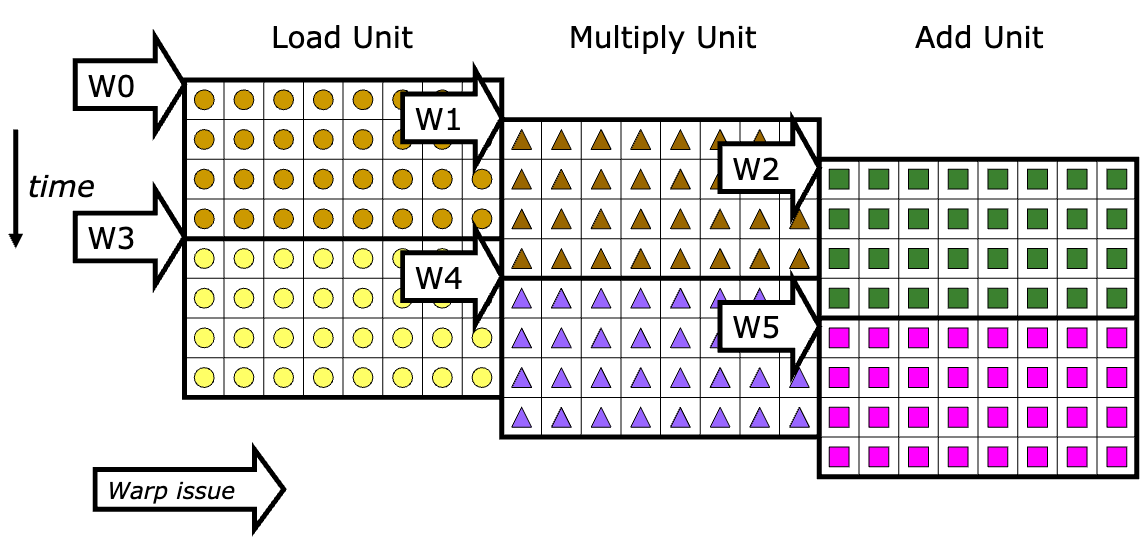 Load Unit
Multiply Unit
Add Unit
W0
W1
W2
time
W3
W4
W5
Warp issue